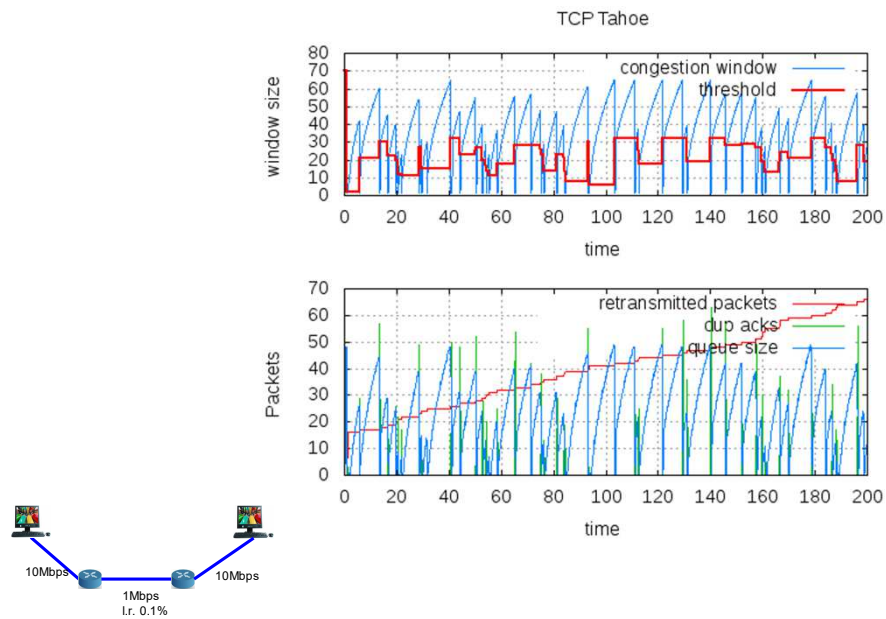 TCP Tahoe
window size
80
70
60
50
40
30
20
10
0
congestion window
threshold
0 20 40 60 80 100 120 140 160 180 200
time
Packets
70
60
50
40
30
20
10
0
retransmitted packets
dup acks
queue size
0 20 40 60 80 100 120 140 160 180 200
time
10Mbps
1Mbps
l.r. 0.1%
10Mbps